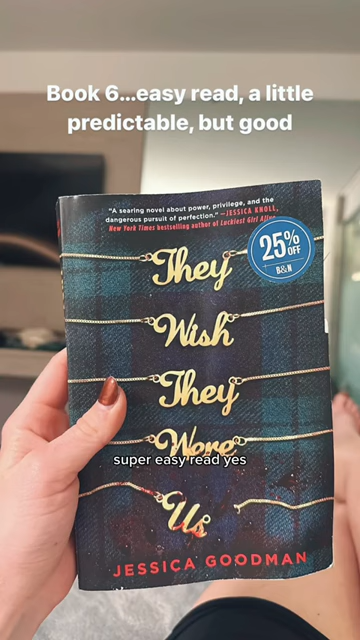 Book 6...easy read, a little
predictable, but good
"A searing novel about power, privilege, and the
dangerous pursuit of perfection." —JESSICA KNOLL,
New York Times bestselling author of Luckiest Girl Alive
25%
OFF
B&N
They
Wish
They
Were
super easy read yes
Us
JESSICA GOODMAN